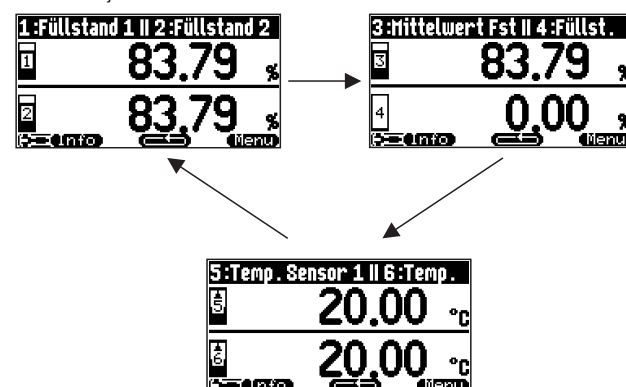 1:Füllstand 1 II 2:Füllstand 2
1 83.79 %
2 83.79 %
Info Menu
3:Mittelwert Fst II 4:Füllst.
3 83.79 %
4 0.00 %
Info Menu
5:Temp. Sensor 1 II 6:Temp.
5 20.00 °C
6 20.00 °C
Info Menu